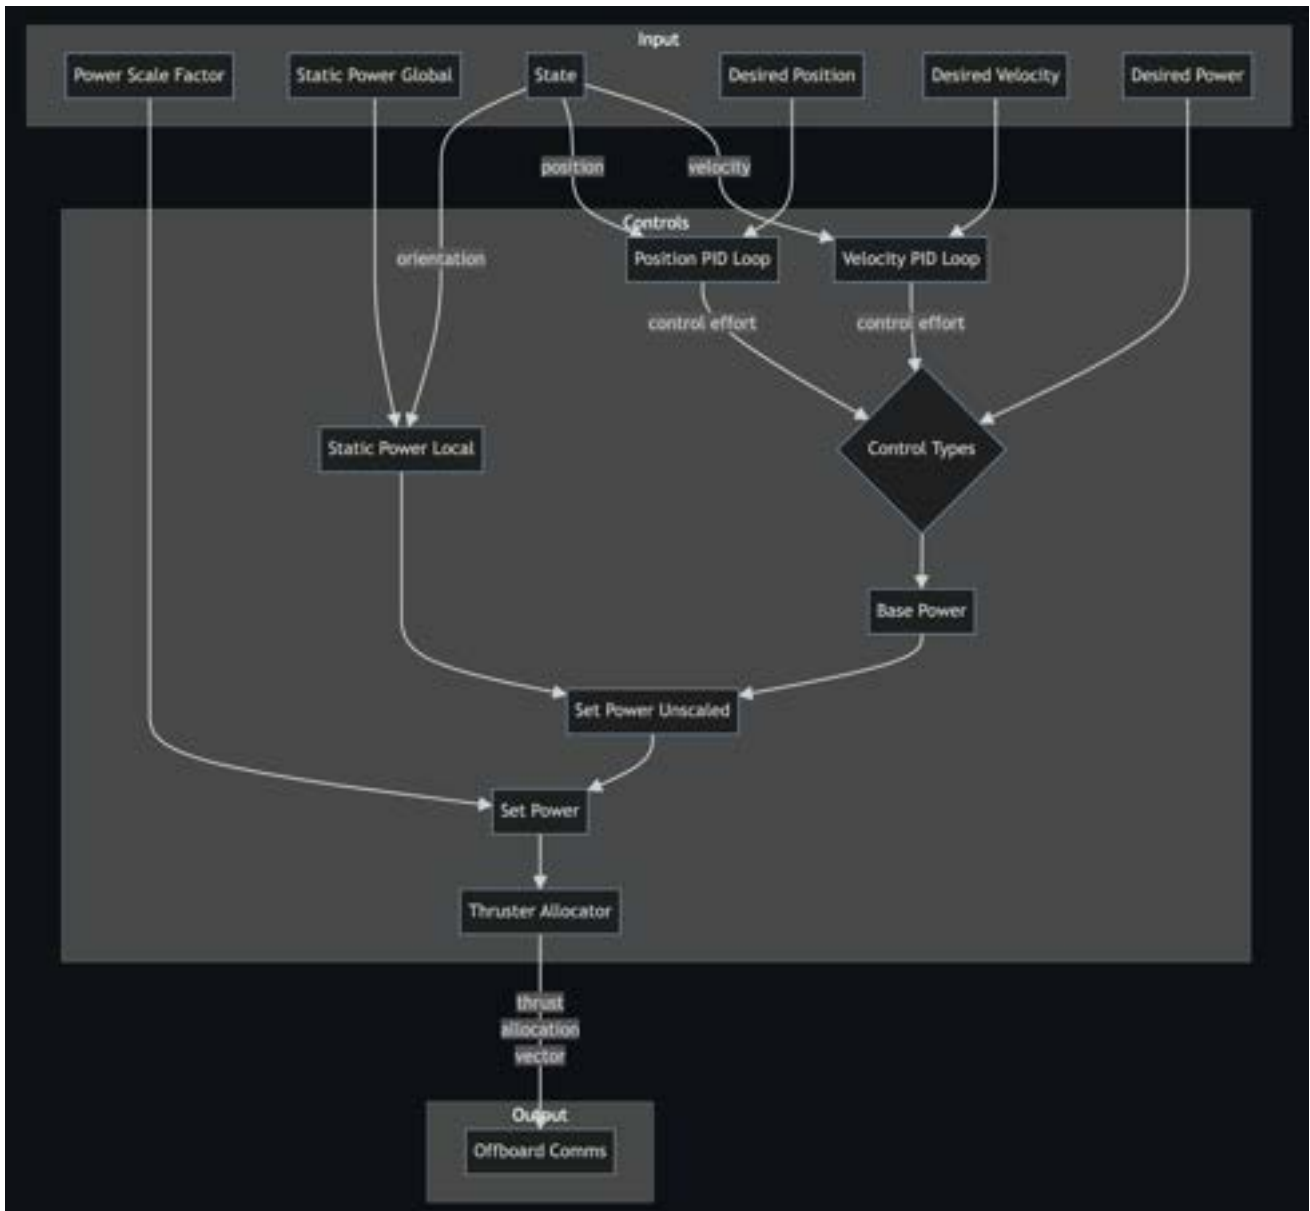 Input
Power Scale Factor
Static Power Global
State
Desired Position
Desired Velocity
Desired Power
position
velocity
Controls
orientation
Position PID Loop
Velocity PID Loop
control effort
control effort
Static Power Local
Control Types
Base Power
Set Power Unscaled
Set Power
Thruster Allocator
thrust
allocation
vector
Output
Offboard Comms